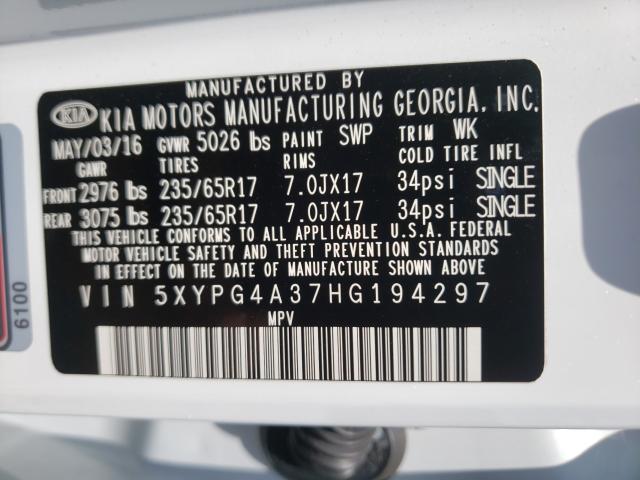 MANUFACTURED BY
KIA KIA MOTORS MANUFACTURING GEORGIA, INC.
MAY/03/16 GVWR 5026 lbs PAINT SWP TRIM WK
GAWR TIRES RIMS COLD TIRE INFL
FRONT 2976 lbs 235/65R17 7.0JX17 34psi SINGLE
REAR 3075 lbs 235/65R17 7.0JX17 34psi SINGLE
THIS VEHICLE CONFORMS TO ALL APPLICABLE U.S.A. FEDERAL
MOTOR VEHICLE SAFETY AND THEFT PREVENTION STANDARDS
IN EFFECT ON THE DATE OF MANUFACTURE SHOWN ABOVE
VIN 5XYPG4A37HG194297
MPV
6100